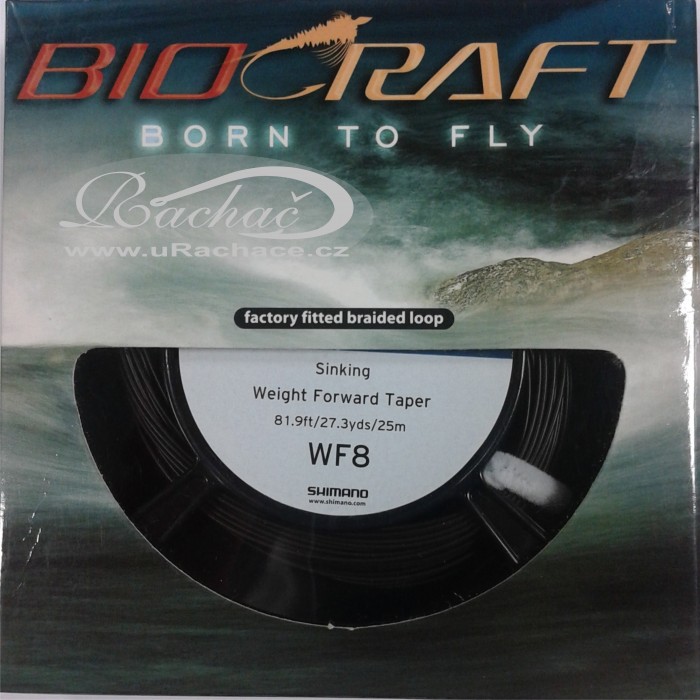 BIOCRAFT
BORN TO FLY
Rachač
www.uRachace.cz
factory fitted braided loop
Sinking
Weight Forward Taper
81.9ft/27.3yds/25m
WF8
SHIMANO
www.shimano.com